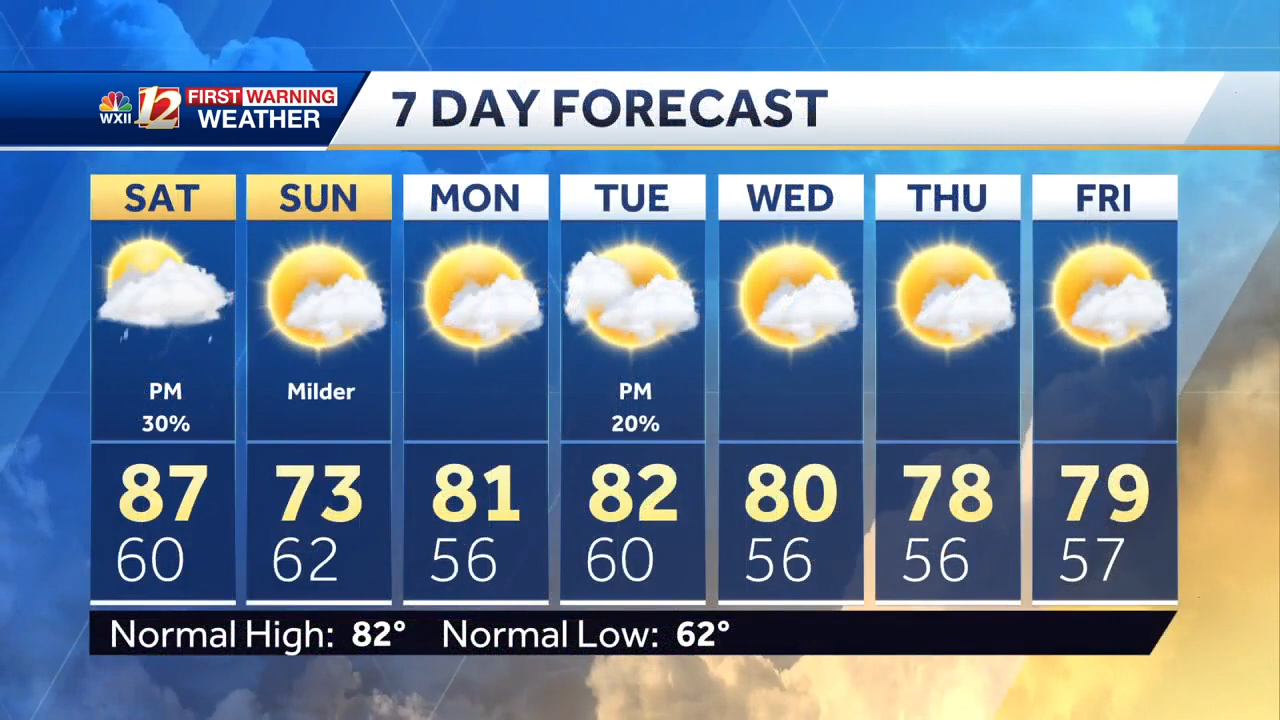 WXII 12 FIRST WARNING
WEATHER
7 DAY FORECAST
SAT SUN MON TUE WED THU FRI
PM Milder PM
30% 20%
87 73 81 82 80 78 79
60 62 56 60 56 56 57
Normal High: 82° Normal Low: 62°